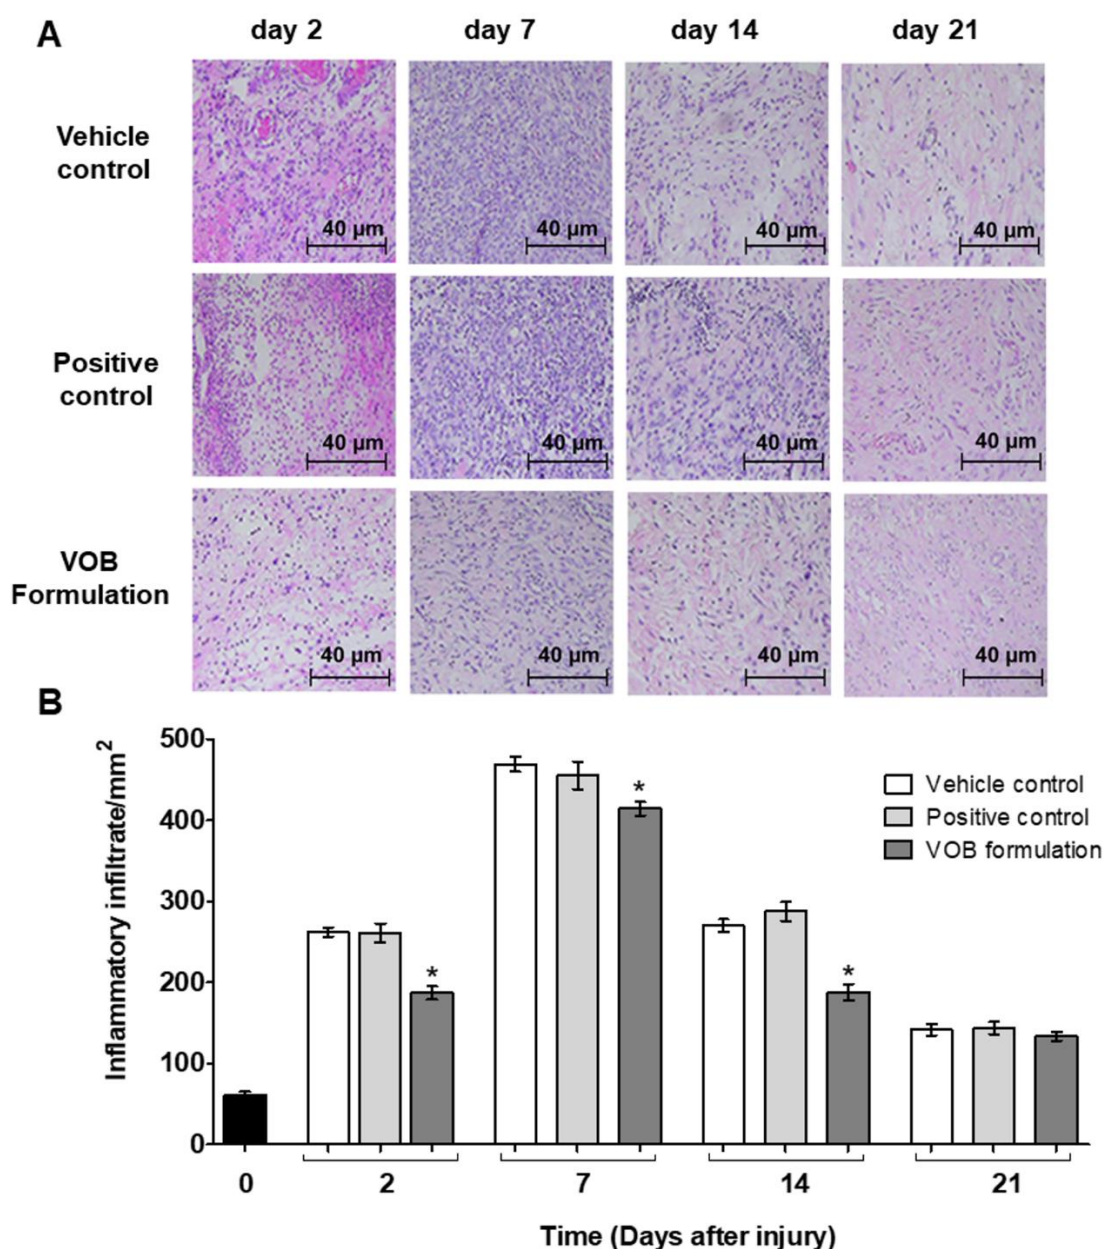 A
day 2 day 7 day 14 day 21
Vehicle
control
40 µm 40 µm 40 µm 40 µm
Positive
control
40 µm 40 µm 40 µm 40 µm
VOB
Formulation
40 µm 40 µm 40 µm 40 µm
B
Inflammatory infiltrate/mm²
500
400
300
200
100
0
* * *
Vehicle control
Positive control
VOB formulation
0 2 7 14 21
Time (Days after injury)